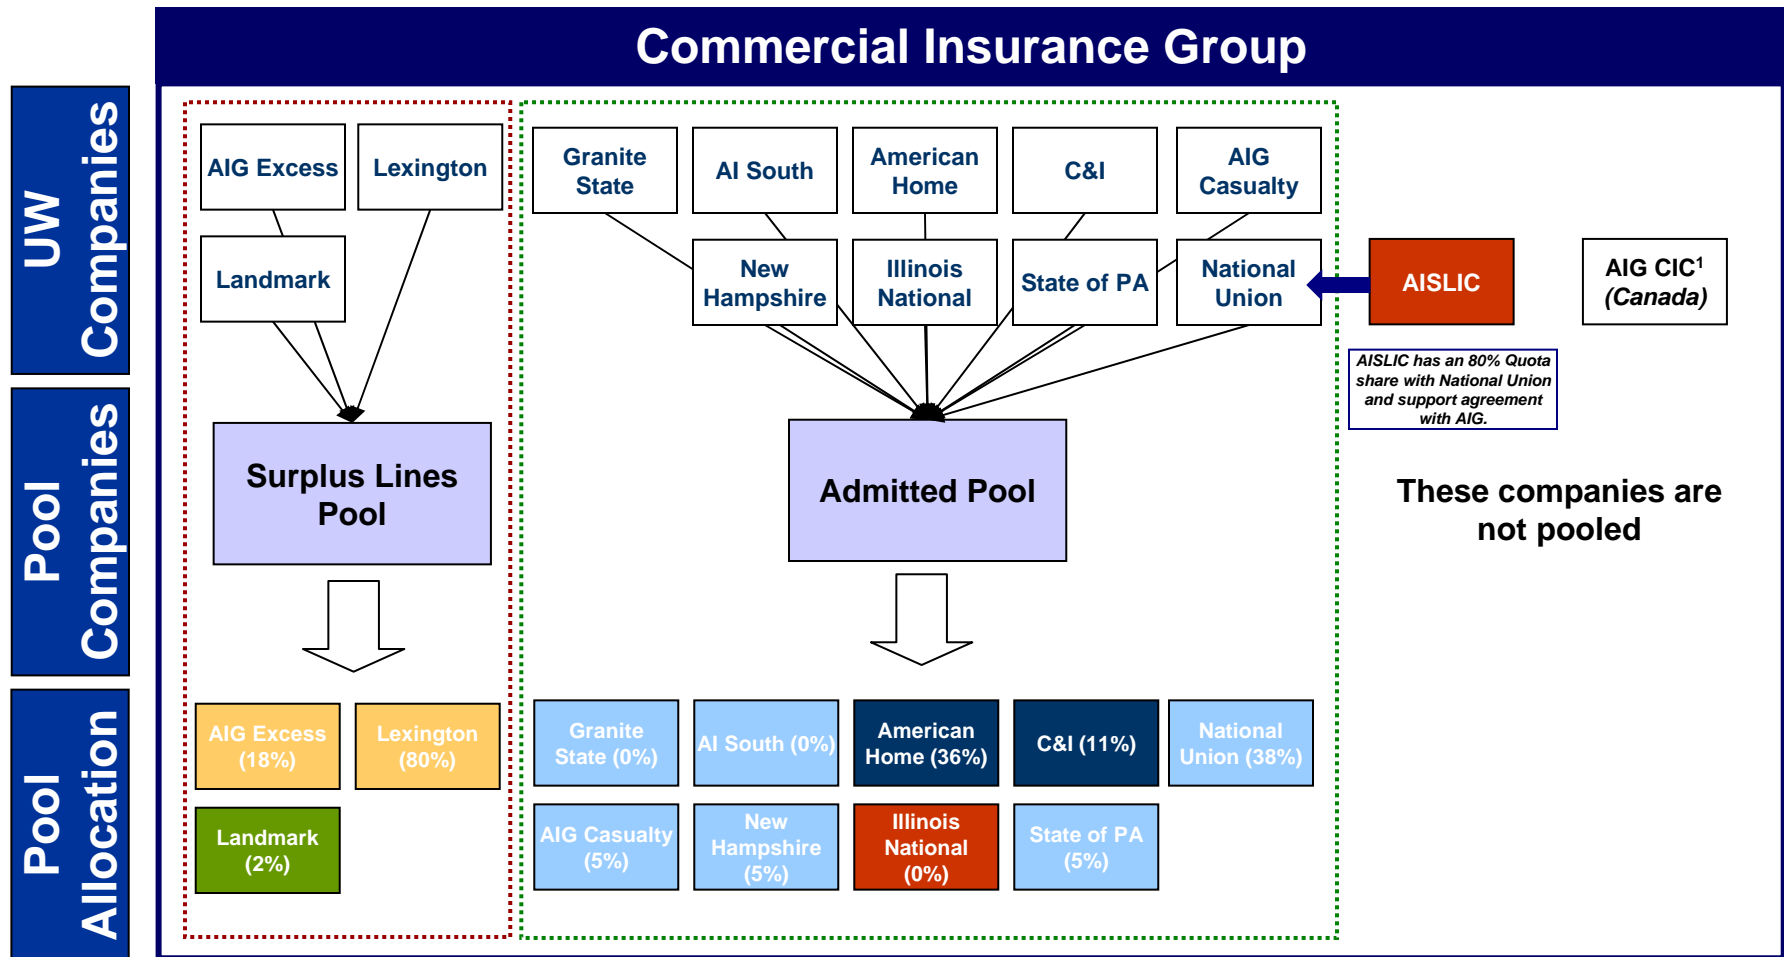 Commercial Insurance Group
UW
Companies
AIG Excess
Lexington
Landmark
Granite
State
AI South
American
Home
C&I
AIG
Casualty
New
Hampshire
Illinois
National
State of PA
National
Union
AISLIC
AIG CIC¹
(Canada)
AISLIC has an 80% Quota
share with National Union
and support agreement
with AIG.
Pool
Companies
Surplus Lines
Pool
Admitted Pool
These companies are
not pooled
Pool
Allocation
AIG Excess
(18%)
Lexington
(80%)
Landmark
(2%)
Granite
State (0%)
AI South (0%)
American
Home (36%)
C&I (11%)
National
Union (38%)
AIG Casualty
(5%)
New
Hampshire
(5%)
Illinois
National
(0%)
State of PA
(5%)